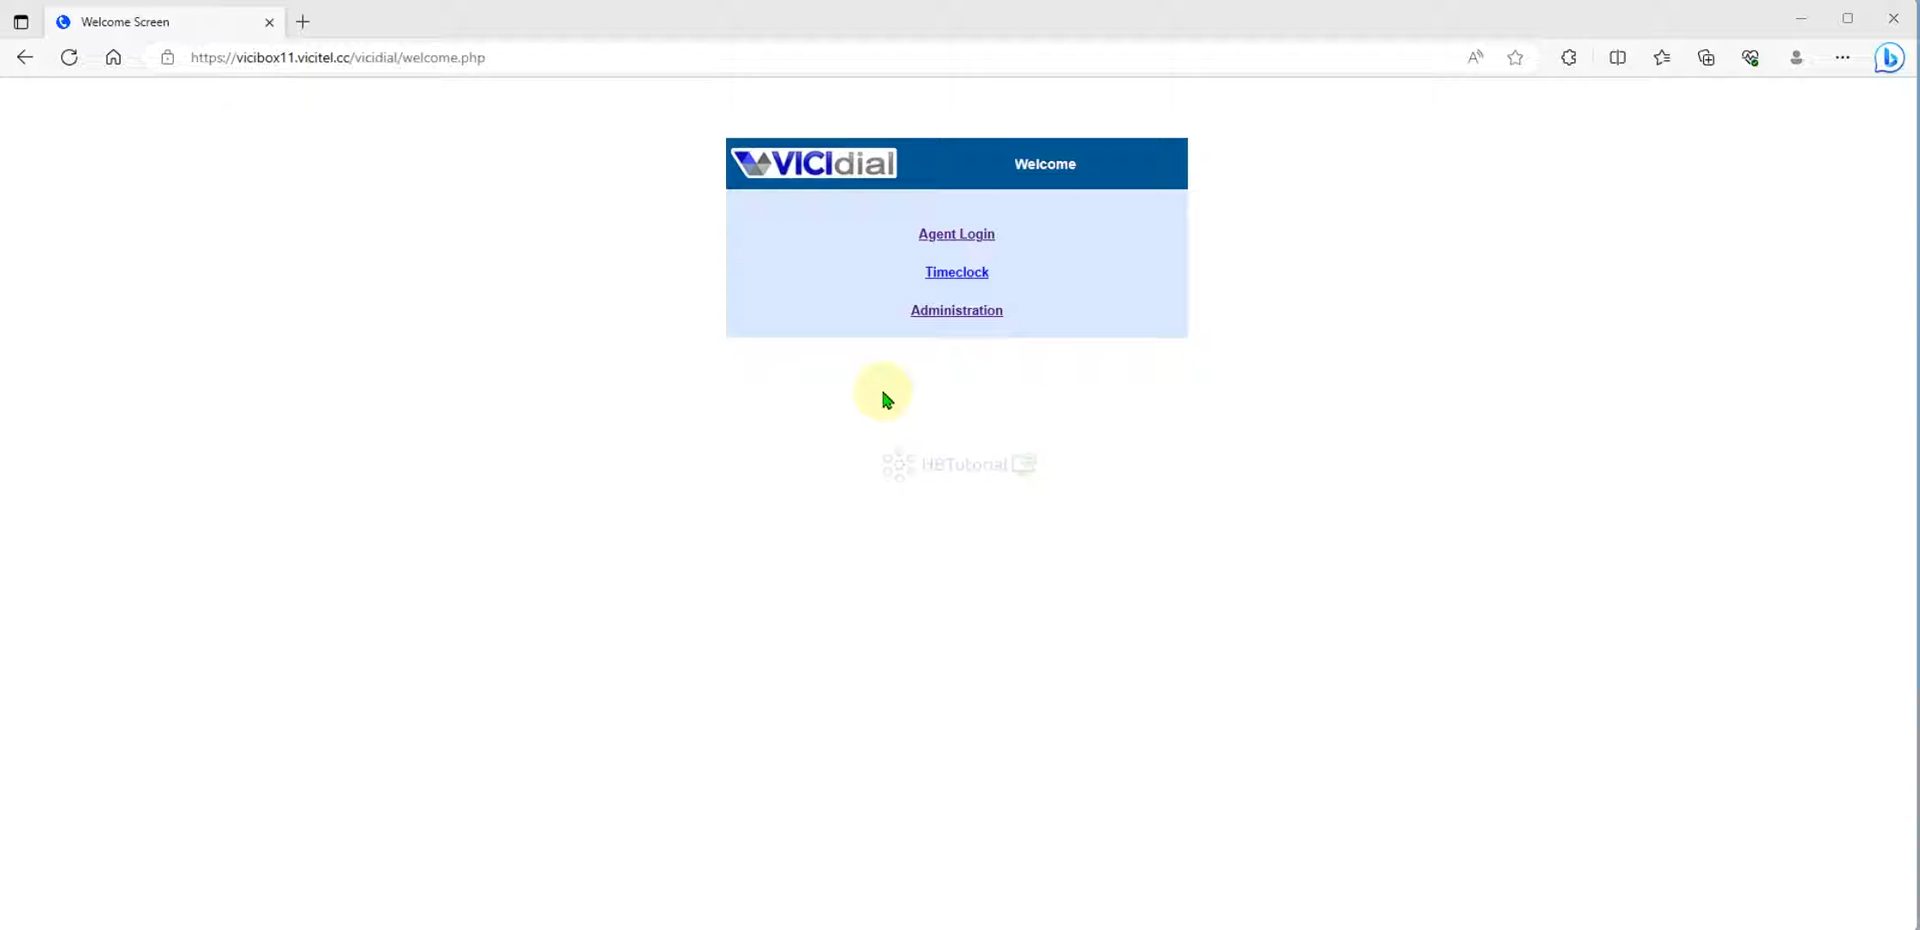 Welcome Screen
https://vicibox11.vicitel.cc/vicidial/welcome.php
VICIdial
Welcome
Agent Login
Timeclock
Administration
HBTutorial